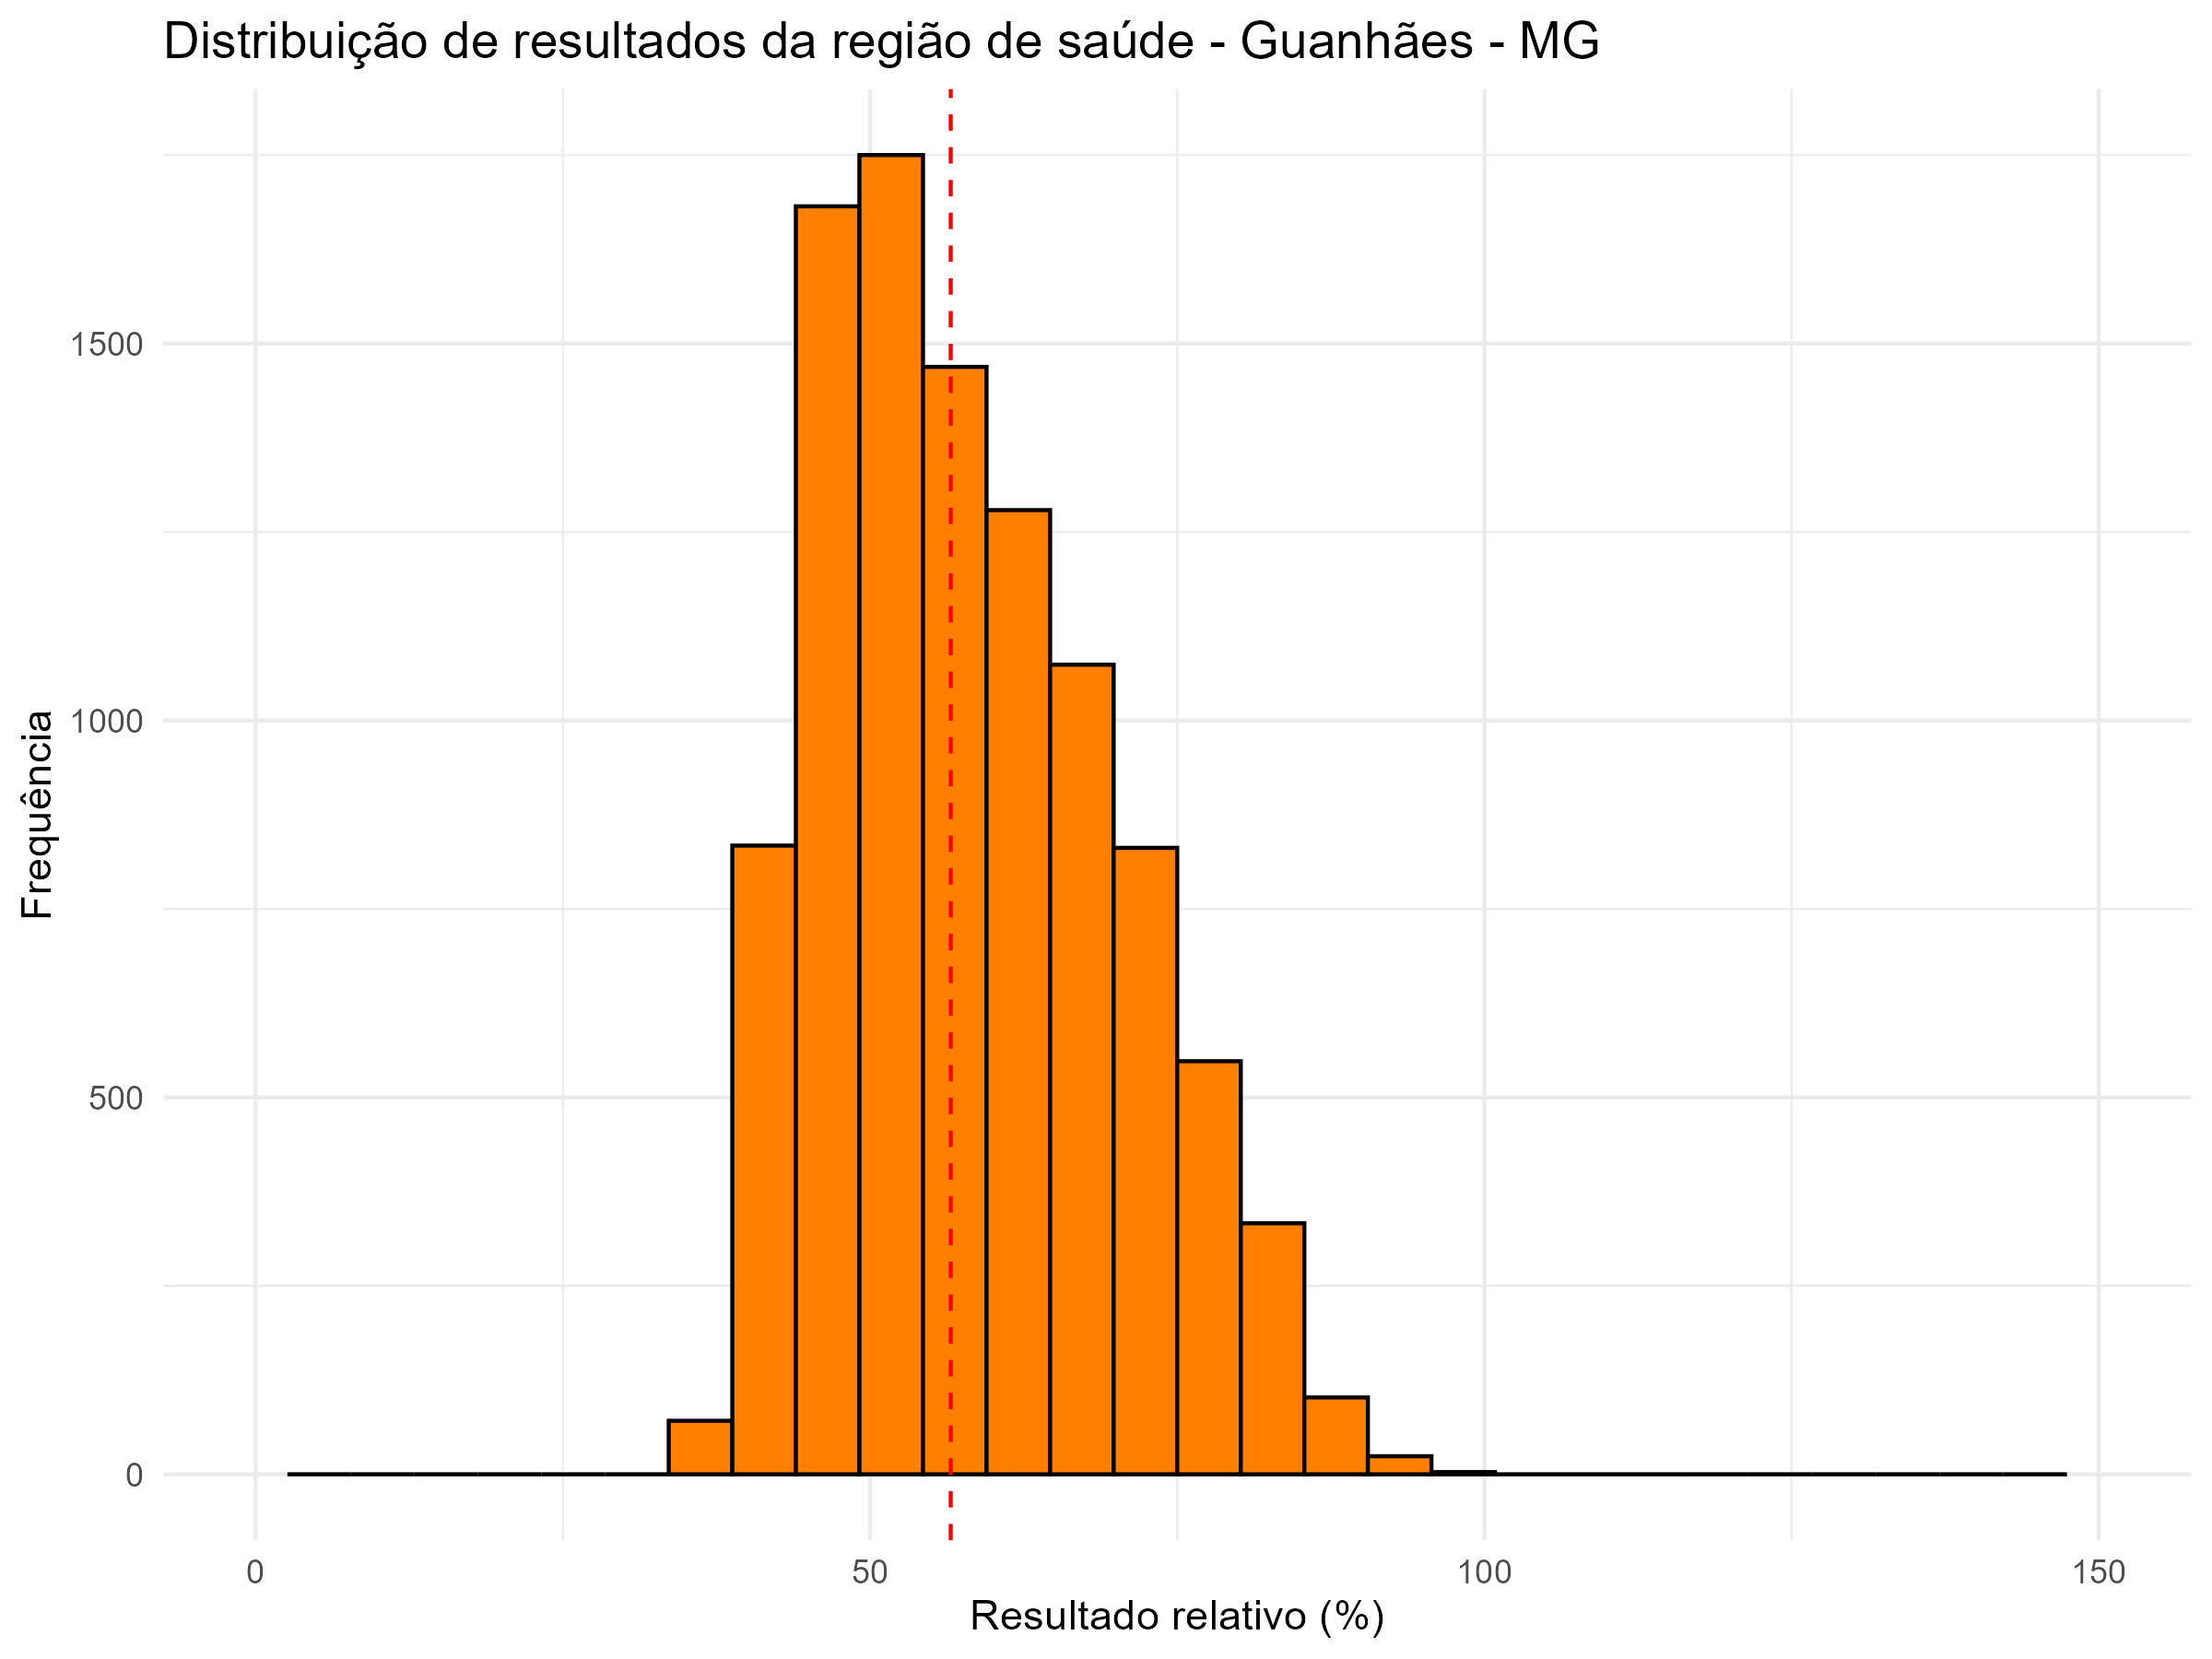 Distribuição de resultados da região de saúde - Guanhães - MG
Frequência
1500
1000
500
0
0 50 100 150
Resultado relativo (%)